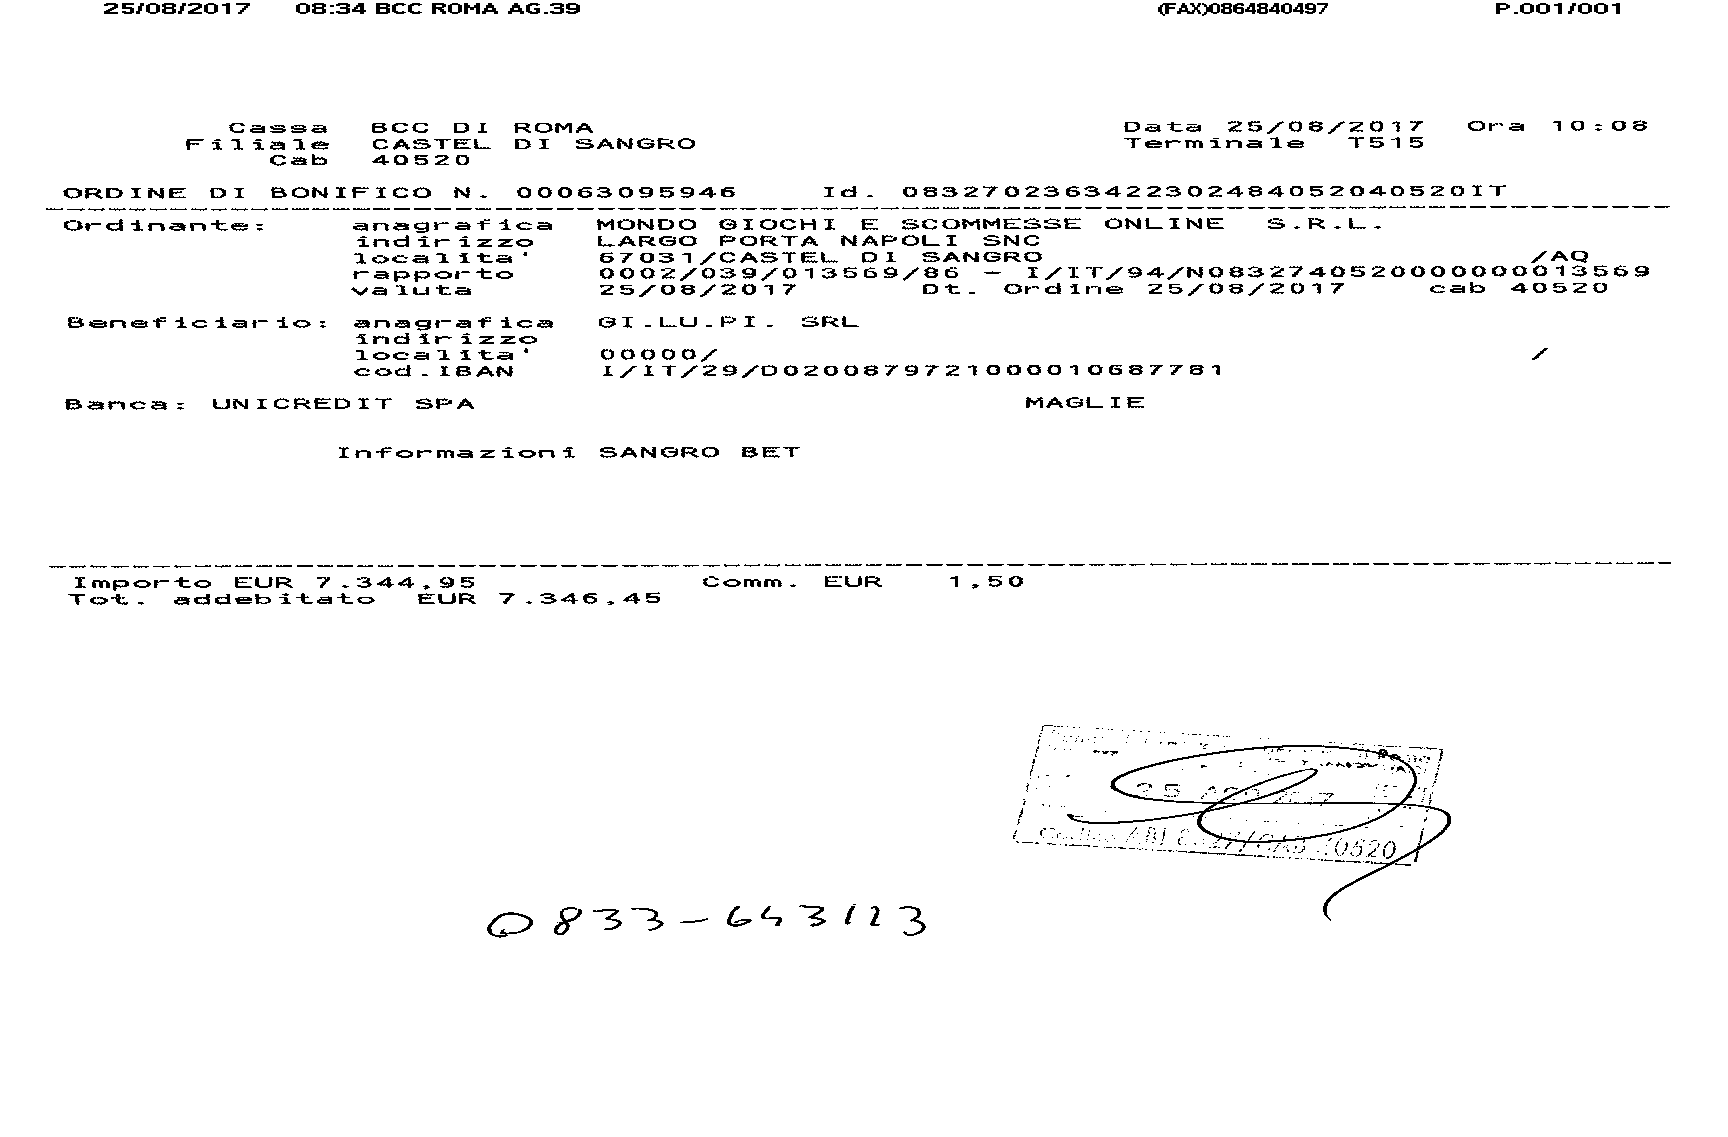 25/08/2017 08:34 BCC ROMA AG.39 (FAX)0864840497 P.001/001
Cassa BCC DI ROMA Data 25/08/2017 Ora 10:08
Filiale CASTEL DI SANGRO Terminale T515
Cab 40520
ORDINE DI BONIFICO N. 00063095946 Id. 0832702363422302484052040520IT
Ordinante: anagrafica MONDO GIOCHI E SCOMMESSE ONLINE S.R.L.
indirizzo LARGO PORTA NAPOLI SNC
localita' 67031/CASTEL DI SANGRO /AQ
rapporto 0002/039/013569/86 - I/IT/94/N0832740520000000013569
valuta 25/08/2017 Dt. Ordine 25/08/2017 cab 40520
Beneficiario: anagrafica GI.LU.PI. SRL
indirizzo
localita' 00000/ /
cod.IBAN I/IT/29/D0200879721000010687781
Banca: UNICREDIT SPA MAGLIE
Informazioni SANGRO BET
Importo EUR 7.344,95 Comm. EUR 1,50
Tot. addebitato EUR 7.346,45
25 AGO 2017
0833-643123